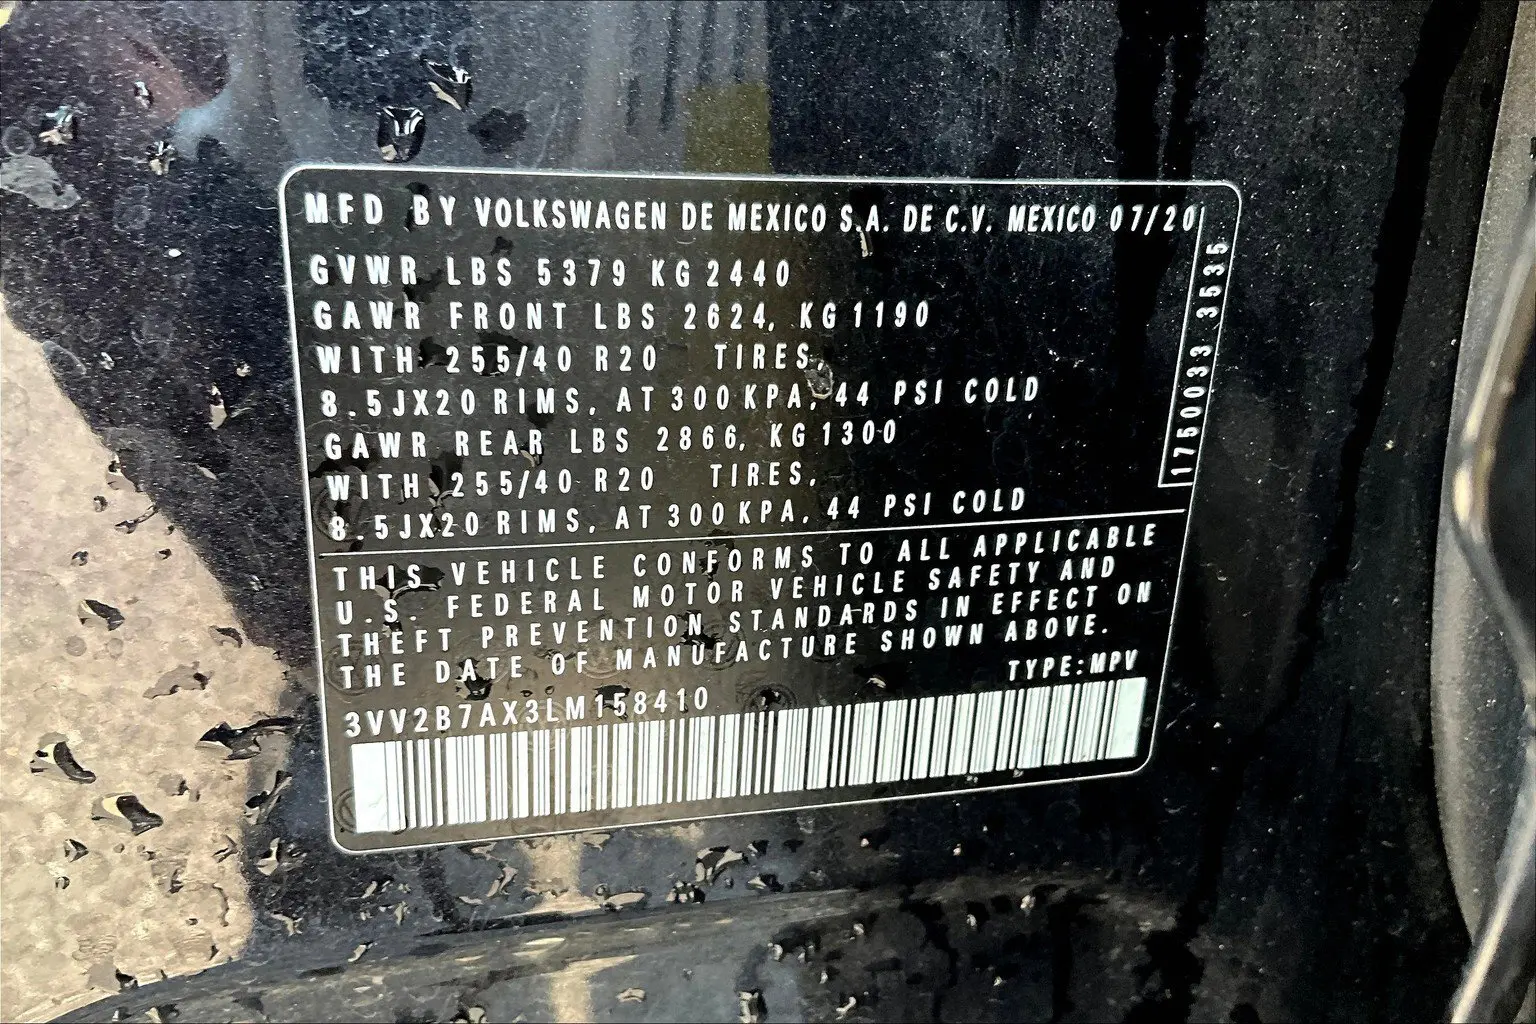 MFD BY VOLKSWAGEN DE MEXICO S.A. DE C.V. MEXICO 07/20
GVWR LBS 5379 KG 2440
GAWR FRONT LBS 2624, KG 1190
WITH 255/40 R20 TIRES,
8.5JX20 RIMS, AT 300 KPA, 44 PSI COLD
GAWR REAR LBS 2866, KG 1300
WITH 255/40 R20 TIRES,
8.5JX20 RIMS, AT 300 KPA, 44 PSI COLD
1750033 3535
THIS VEHICLE CONFORMS TO ALL APPLICABLE
U.S. FEDERAL MOTOR VEHICLE SAFETY AND
THEFT PREVENTION STANDARDS IN EFFECT ON
THE DATE OF MANUFACTURE SHOWN ABOVE.
TYPE:MPV
3VV2B7AX3LM158410